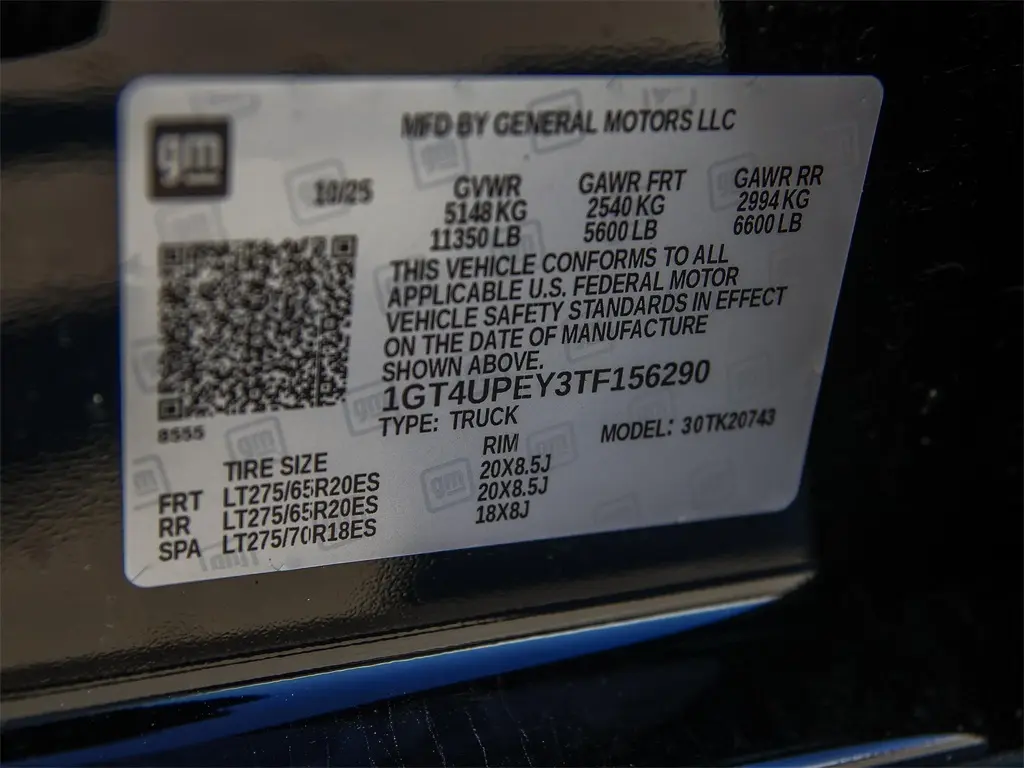 gm
MFD BY GENERAL MOTORS LLC
10/25
GVWR GAWR FRT GAWR RR
5148 KG 2540 KG 2994 KG
11350 LB 5600 LB 6600 LB
THIS VEHICLE CONFORMS TO ALL
APPLICABLE U.S. FEDERAL MOTOR
VEHICLE SAFETY STANDARDS IN EFFECT
ON THE DATE OF MANUFACTURE
SHOWN ABOVE.
1GT4UPEY3TF156290
8555
TYPE: TRUCK MODEL: 30TK20743
TIRE SIZE RIM
FRT LT275/65R20ES 20X8.5J
RR LT275/65R20ES 20X8.5J
SPA LT275/70R18ES 18X8J